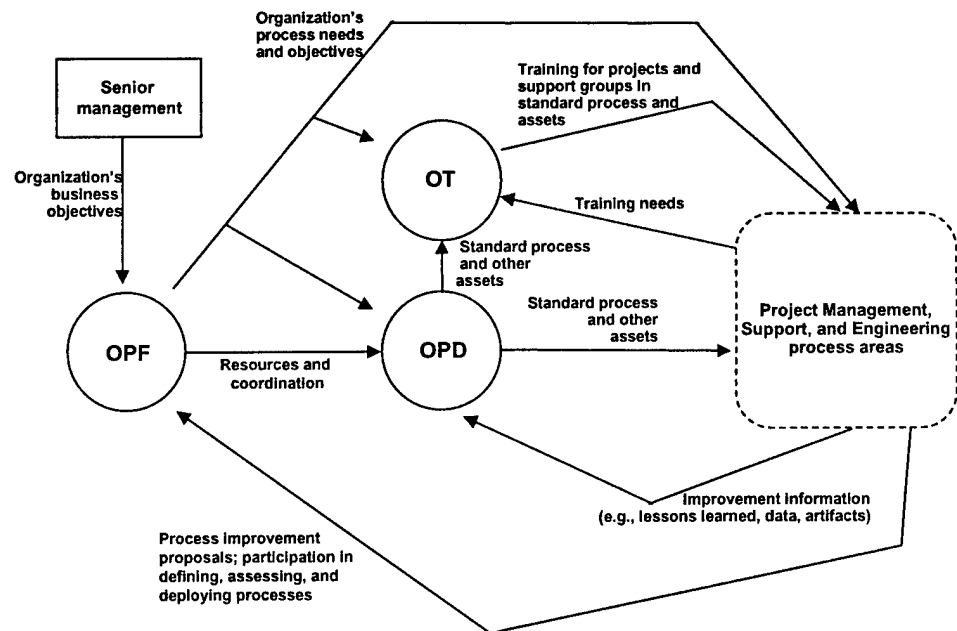 Organization's
process needs
and objectives
Senior
management
Training for projects and
support groups in
standard process and
assets
Organization's
business
objectives
OT
Training needs
Standard process
and other
assets
Standard process
and other
assets
Project Management,
Support, and Engineering
process areas
OPF
OPD
Resources and
coordination
Improvement information
(e.g., lessons learned, data, artifacts)
Process improvement
proposals; participation in
defining, assessing, and
deploying processes